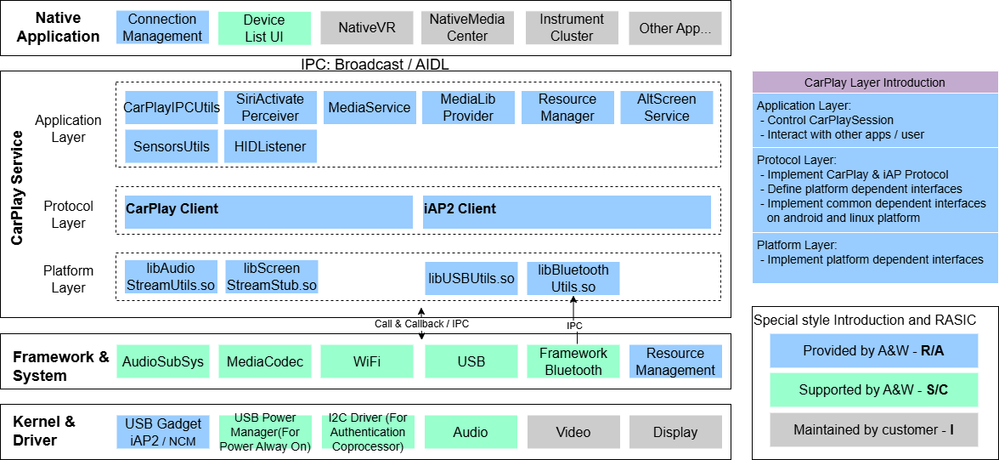 Native
Application
Connection
Management
Device
List UI
NativeVR
NativeMedia
Center
Instrument
Cluster
Other App...
IPC: Broadcast / AIDL
CarPlay Service
Application
Layer
CarPlayIPCUtils
SiriActivate
Perceiver
MediaService
MediaLib
Provider
Resource
Manager
AltScreen
Service
SensorsUtils
HIDListener
Protocol
Layer
CarPlay Client
iAP2 Client
Platform
Layer
libAudio
StreamUtils.so
libScreen
StreamStub.so
libUSBUtils.so
libBluetooth
Utils.so
Call & Callback / IPC
IPC
Framework &
System
AudioSubSys
MediaCodec
WiFi
USB
Framework
Bluetooth
Resource
Management
Kernel &
Driver
USB Gadget
iAP2 / NCM
USB Power
Manager(For
Power Alway On)
I2C Driver (For
Authentication
Coprocessor)
Audio
Video
Display
CarPlay Layer Introduction
Application Layer:
- Control CarPlaySession
- Interact with other apps / user
Protocol Layer:
- Implement CarPlay & iAP Protocol
- Define platform dependent interfaces
- Implement common dependent interfaces
on android and linux platform
Platform Layer:
- Implement platform dependent interfaces
Special style Introduction and RASIC
Provided by A&W - R/A
Supported by A&W - S/C
Maintained by customer - I